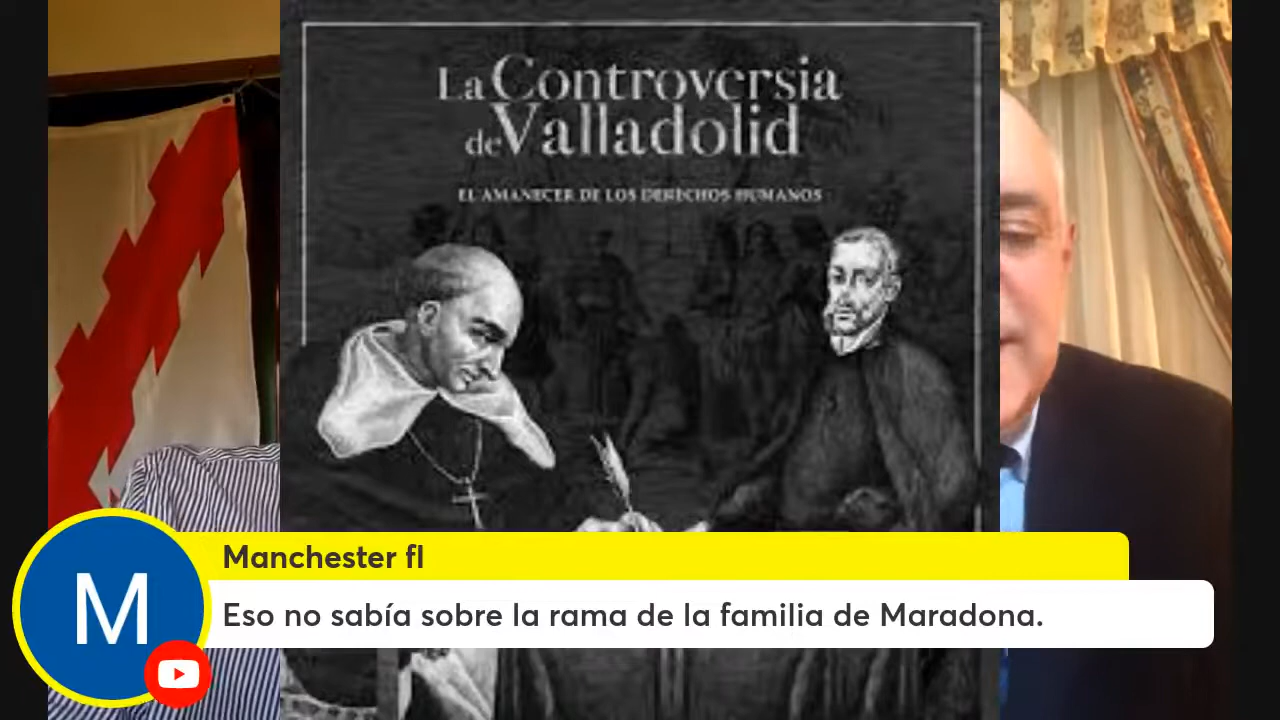 La Controversia
de Valladolid
EL AMANECER DE LOS DERECHOS HUMANOS
M
Manchester fl
Eso no sabía sobre la rama de la familia de Maradona.